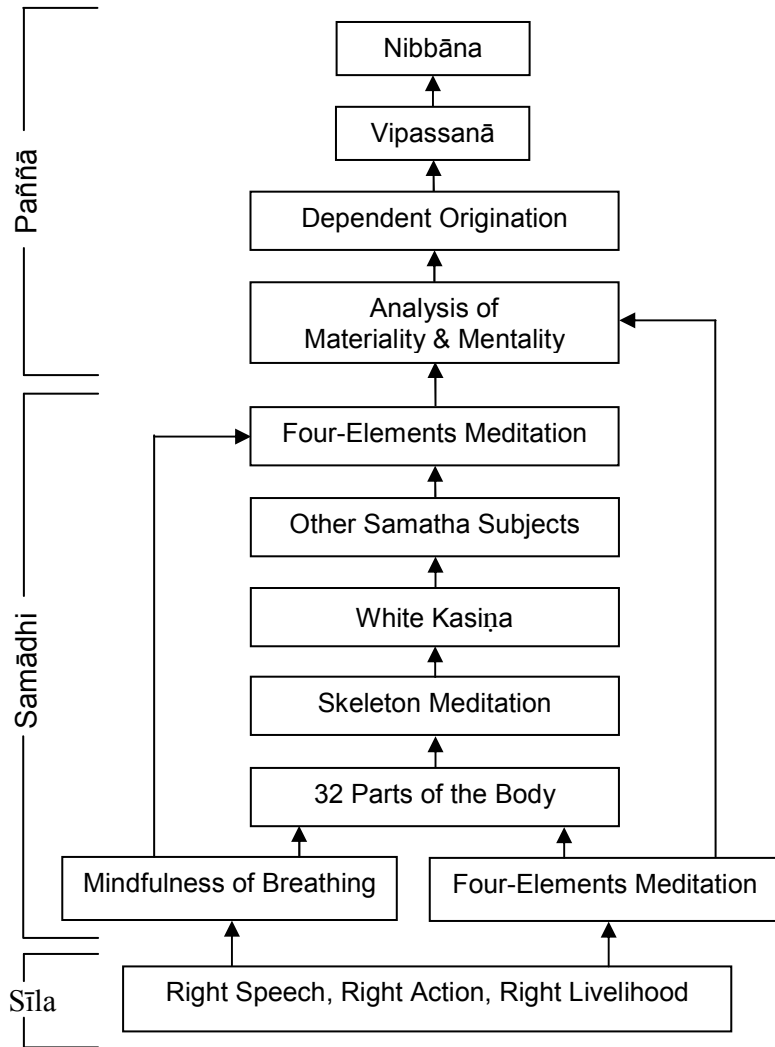 Nibbāna
Vipassanā
Dependent Origination
Analysis of
Materiality & Mentality
Paññā
Four-Elements Meditation
Other Samatha Subjects
White Kasiṇa
Skeleton Meditation
32 Parts of the Body
Mindfulness of Breathing
Four-Elements Meditation
Samādhi
Right Speech, Right Action, Right Livelihood
Sīla